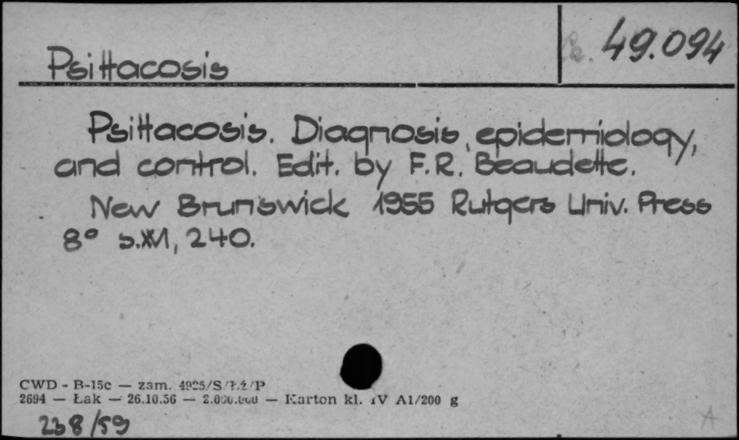 49.094
Psittacosis
Psittacosis. Diagnosis, epidemiology,
and control. Edit. by F.R. Beaudette.
New Brunswick 1955 Rutgers Univ. Press
8° s. 240.
CWD - B-15c — zam. 4925/S/Łż/P
2694 — Łak — 26.10.56 — 2.000.000 — Karton kl. IV A1/200 g
238/59
A